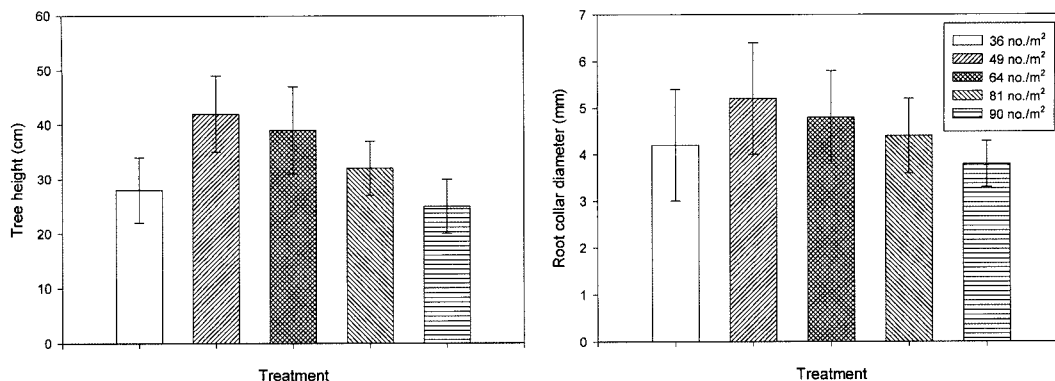 60
50
40
30
20
10
0
Tree height (cm)
Treatment
7
6
5
4
3
2
1
0
Root collar diameter (mm)
Treatment
36 no./m²
49 no./m²
64 no./m²
81 no./m²
90 no./m²